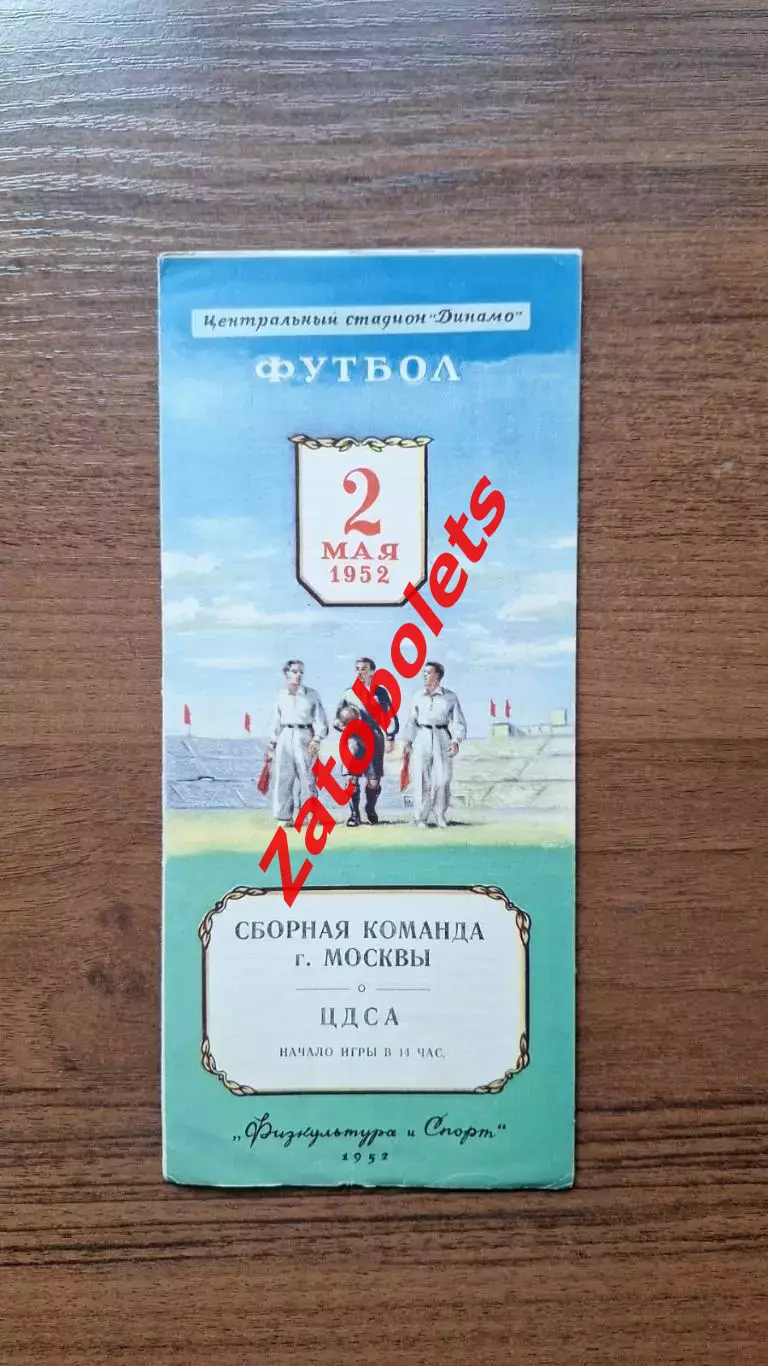 Центральный стадион "Динамо"
ФУТБОЛ
2
МАЯ
1952
Zatobolets
СБОРНАЯ КОМАНДА
г. МОСКВЫ
ЦДСА
НАЧАЛО ИГРЫ В 14 ЧАС.
„Физкультура и Спорт"
1952